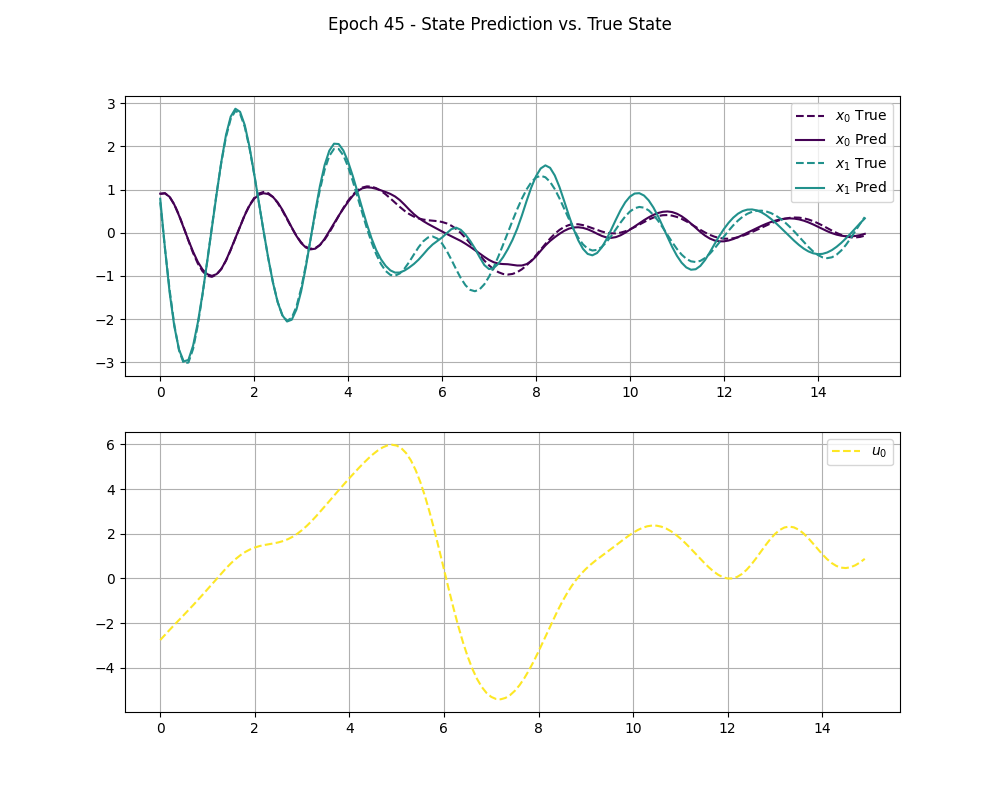 Epoch 45 - State Prediction vs. True State
3
2
1
0
−1
−2
−3
x₀ True
x₀ Pred
x₁ True
x₁ Pred
0 2 4 6 8 10 12 14
6
4
2
0
−2
−4
u₀
0 2 4 6 8 10 12 14